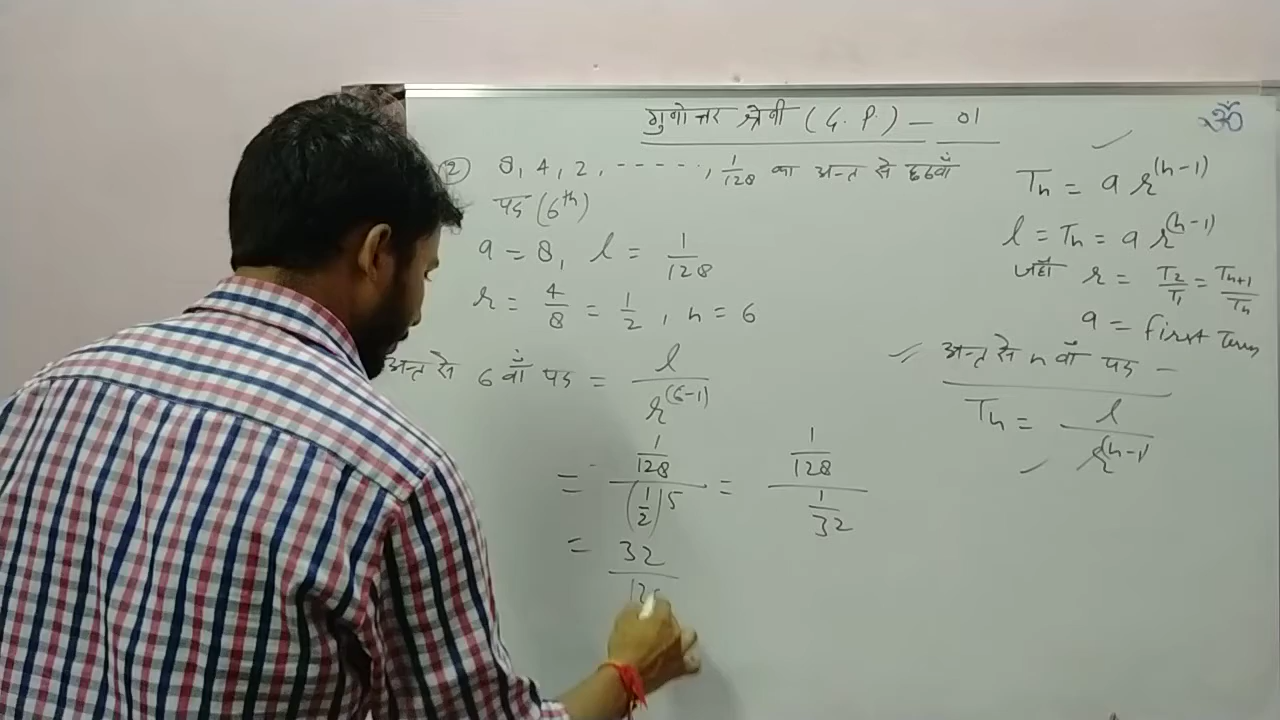 गुणोत्तर श्रेणी (G. P.) – 01
ॐ
② 8, 4, 2, ------, 1/128 का अन्त से 6वाँ
पद (6th)
a = 8, l = 1/128
r = 4/8 = 1/2, n = 6
अन्त से 6 वाँ पद = l / r^(6-1)
= (1/128) / (1/2)^5 = (1/128) / (1/32)
= 32 / 12
Tn = a r^(n-1)
l = Tn = a r^(n-1)
जहाँ r = T2/T1 = Tn+1/Tn
a = first Term
अन्त से n वाँ पद –
Tn = l / r^(n-1)